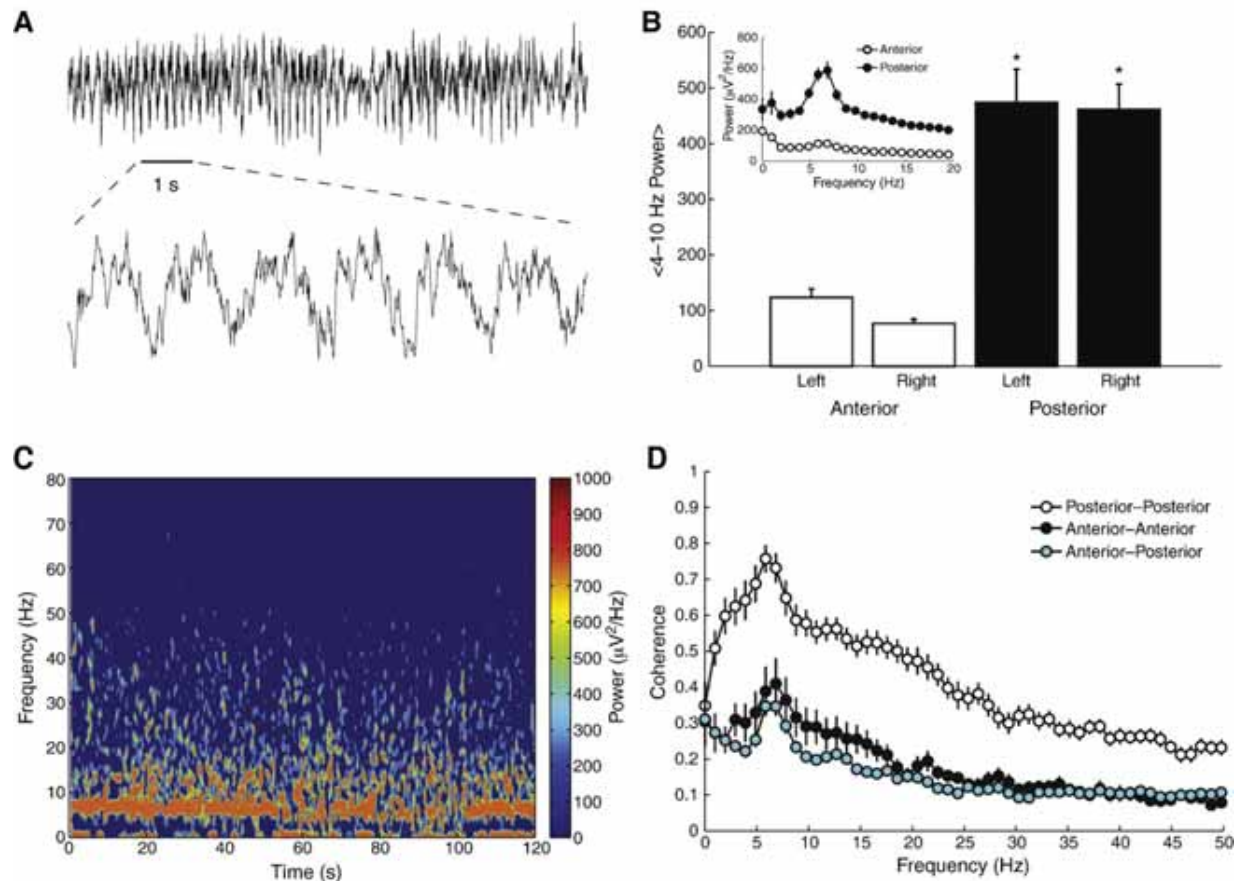 A
1 s
B
600
500
400
300
200
100
0
<4–10 Hz Power>
800
600
400
200
0
Power (µV²/Hz)
Anterior
Posterior
0 5 10 15 20
Frequency (Hz)
* *
Left Right Left Right
Anterior Posterior
C
80
70
60
50
40
30
20
10
0
Frequency (Hz)
0 20 40 60 80 100 120
Time (s)
1000
900
800
700
600
500
400
300
200
100
0
Power (µV²/Hz)
D
1
0.9
0.8
0.7
0.6
0.5
0.4
0.3
0.2
0.1
0
Coherence
Posterior–Posterior
Anterior–Anterior
Anterior–Posterior
0 5 10 15 20 25 30 35 40 45 50
Frequency (Hz)